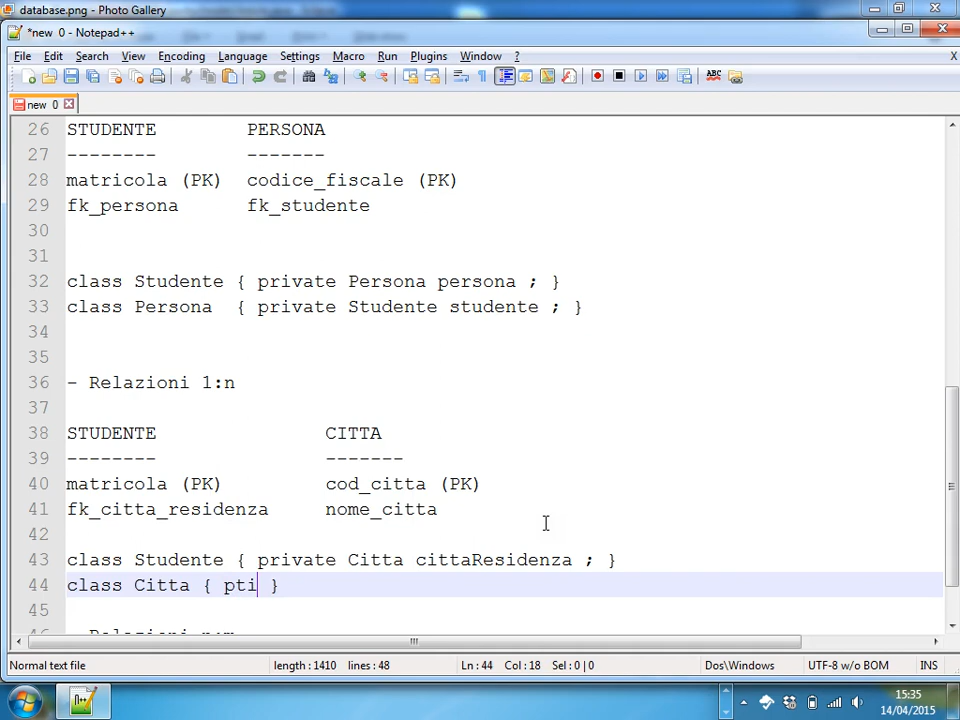 database.png - Photo Gallery
*new 0 - Notepad++
File Edit Search View Encoding Language Settings Macro Run Plugins Window ? X
new 0
26 STUDENTE PERSONA
27 -------- -------
28 matricola (PK) codice_fiscale (PK)
29 fk_persona fk_studente
30
31
32 class Studente { private Persona persona ; }
33 class Persona { private Studente studente ; }
34
35
36 - Relazioni 1:n
37
38 STUDENTE CITTA
39 -------- -------
40 matricola (PK) cod_citta (PK)
41 fk_citta_residenza nome_citta
42
43 class Studente { private Citta cittaResidenza ; }
44 class Citta { pti }
45
46 - Relazioni n:m
Normal text file length : 1410 lines : 48 Ln : 44 Col : 18 Sel : 0 | 0 Dos\Windows UTF-8 w/o BOM INS
15:35
14/04/2015